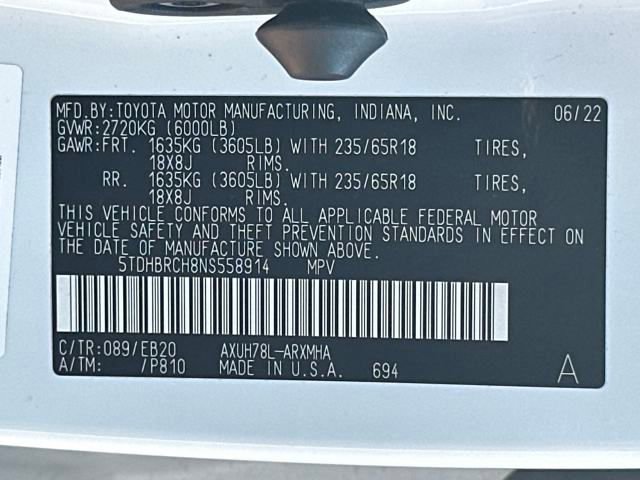 MFD.BY:TOYOTA MOTOR MANUFACTURING, INDIANA, INC. 06/22
GVWR:2720KG (6000LB)
GAWR:FRT. 1635KG (3605LB) WITH 235/65R18 TIRES,
18X8J RIMS.
RR. 1635KG (3605LB) WITH 235/65R18 TIRES,
18X8J RIMS.
THIS VEHICLE CONFORMS TO ALL APPLICABLE FEDERAL MOTOR
VEHICLE SAFETY AND THEFT PREVENTION STANDARDS IN EFFECT ON
THE DATE OF MANUFACTURE SHOWN ABOVE.
5TDHBRCH8NS558914 MPV
C/TR:089/EB20 AXUH78L-ARXMHA
A/TM: /P810 MADE IN U.S.A. 694 A